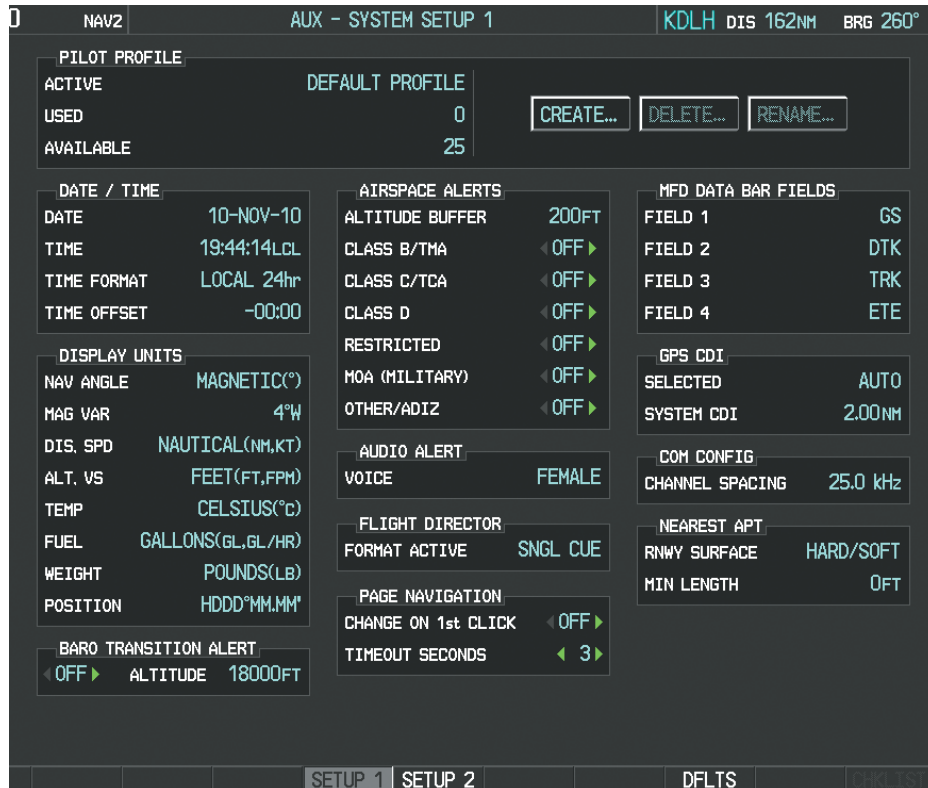 NAV2 AUX - SYSTEM SETUP 1 KDLH DIS 162NM BRG 260°
PILOT PROFILE
ACTIVE DEFAULT PROFILE
USED 0
AVAILABLE 25
CREATE... DELETE... RENAME...
DATE / TIME
DATE 10-NOV-10
TIME 19:44:14LCL
TIME FORMAT LOCAL 24hr
TIME OFFSET -00:00
DISPLAY UNITS
NAV ANGLE MAGNETIC(°)
MAG VAR 4°W
DIS, SPD NAUTICAL(NM,KT)
ALT, VS FEET(FT,FPM)
TEMP CELSIUS(°C)
FUEL GALLONS(GL,GL/HR)
WEIGHT POUNDS(LB)
POSITION HDDD°MM.MM'
BARO TRANSITION ALERT
OFF ALTITUDE 18000FT
AIRSPACE ALERTS
ALTITUDE BUFFER 200FT
CLASS B/TMA OFF
CLASS C/TCA OFF
CLASS D OFF
RESTRICTED OFF
MOA (MILITARY) OFF
OTHER/ADIZ OFF
AUDIO ALERT
VOICE FEMALE
FLIGHT DIRECTOR
FORMAT ACTIVE SNGL CUE
PAGE NAVIGATION
CHANGE ON 1st CLICK OFF
TIMEOUT SECONDS 3
MFD DATA BAR FIELDS
FIELD 1 GS
FIELD 2 DTK
FIELD 3 TRK
FIELD 4 ETE
GPS CDI
SELECTED AUTO
SYSTEM CDI 2.00NM
COM CONFIG
CHANNEL SPACING 25.0 kHz
NEAREST APT
RNWY SURFACE HARD/SOFT
MIN LENGTH 0FT
SETUP 1 SETUP 2 DFLTS CHKLIST